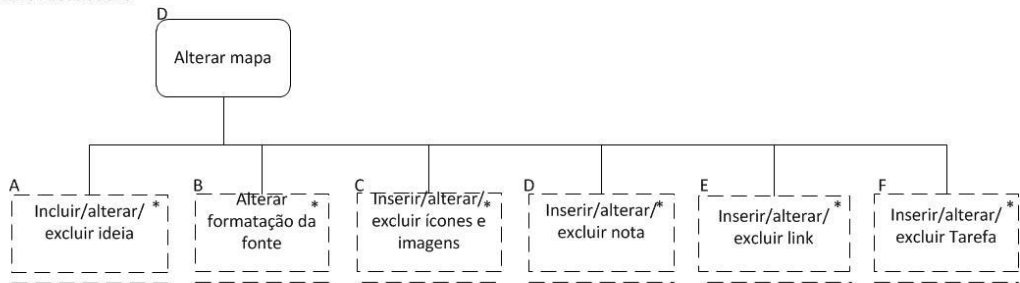 D
Alterar mapa
A
Incluir/alterar/ *
excluir ideia
B
Alterar *
formatação da
fonte
C
Inserir/alterar/ *
excluir ícones e
imagens
D
Inserir/alterar/ *
excluir nota
E
Inserir/alterar/ *
excluir link
F
Inserir/alterar/ *
excluir Tarefa